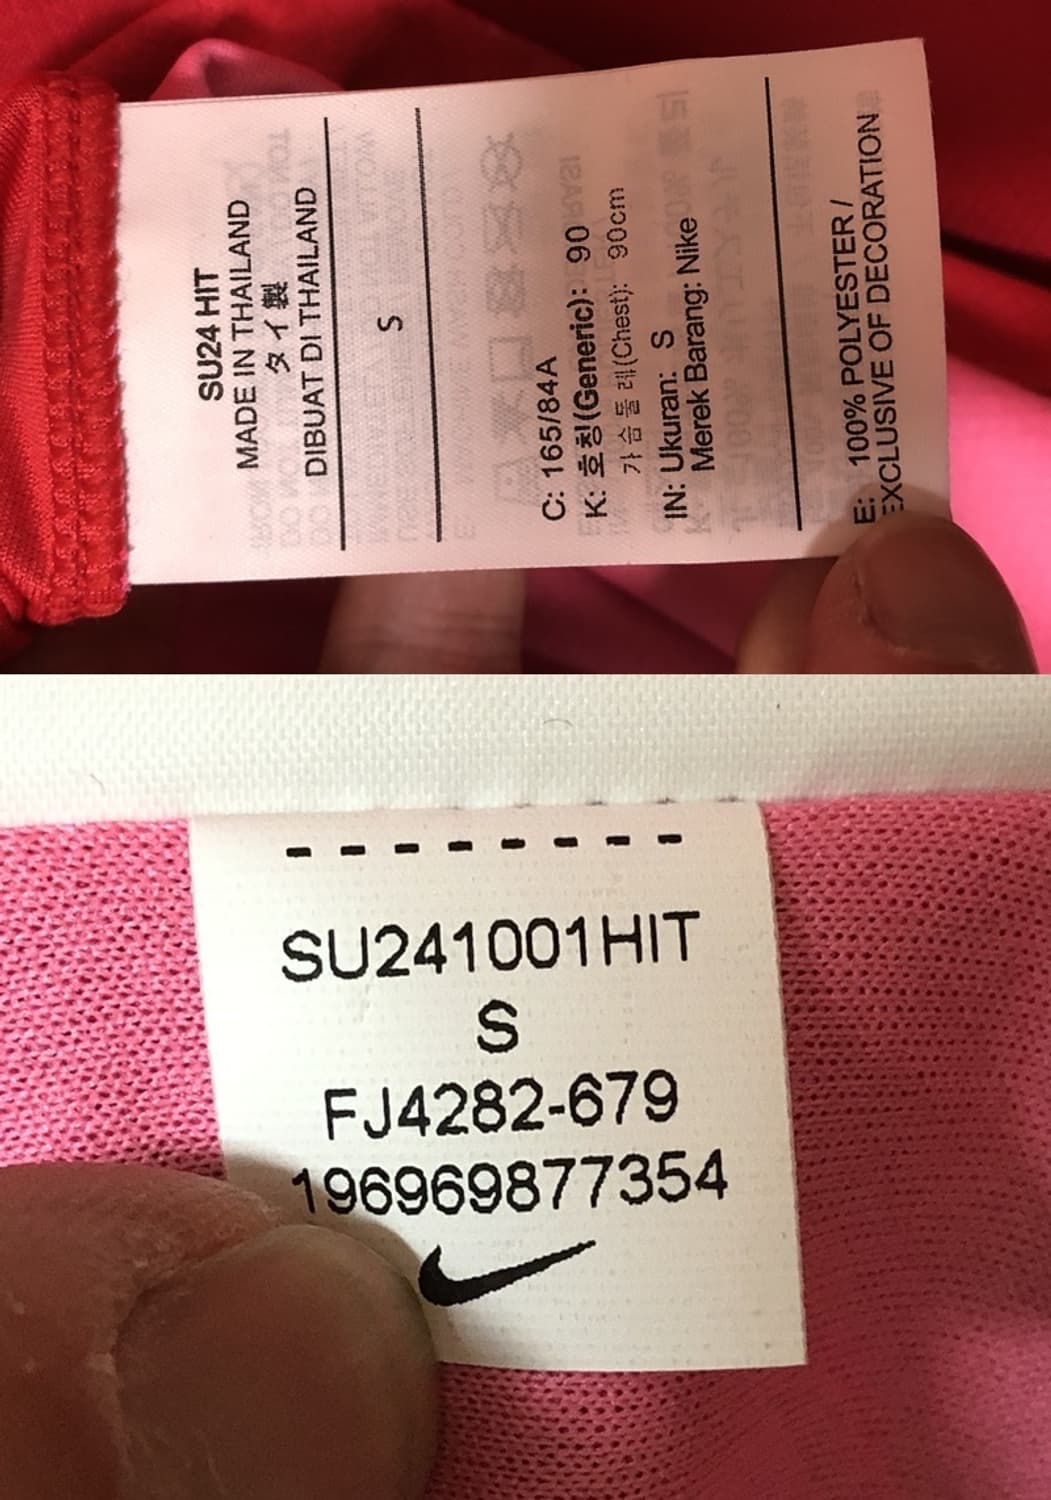 SU24 HIT
MADE IN THAILAND
タイ製
DIBUAT DI THAILAND
S
C: 165/84A
K: 호칭(Generic): 90
가슴둘레(Chest): 90cm
IN: Ukuran: S
Merek Barang: Nike
E: 100% POLYESTER /
EXCLUSIVE OF DECORATION
SU241001HIT
S
FJ4282-679
196969877354